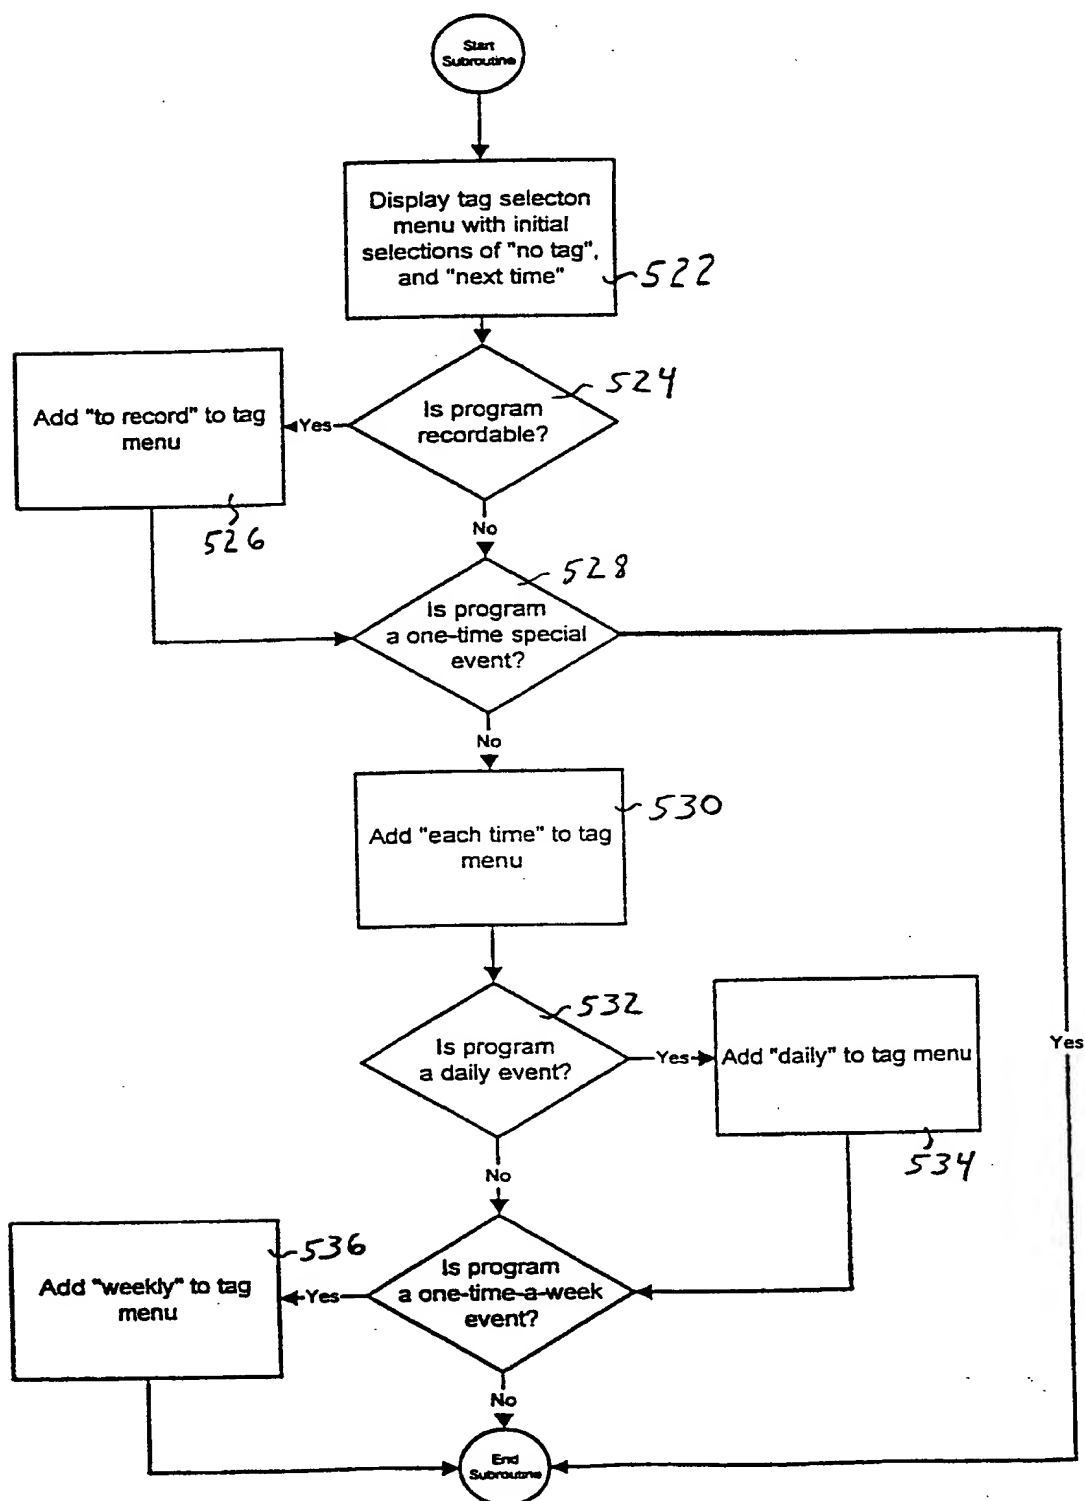 Start
Subroutine
Display tag selecton
menu with initial
selections of "no tag",
and "next time"
522
524
Is program
recordable?
Yes
Add "to record" to tag
menu
526
No
528
Is program
a one-time special
event?
No
530
Add "each time" to tag
menu
532
Is program
a daily event?
Yes
Add "daily" to tag menu
534
Yes
No
Is program
a one-time-a-week
event?
Yes
536
Add "weekly" to tag
menu
No
End
Subroutine